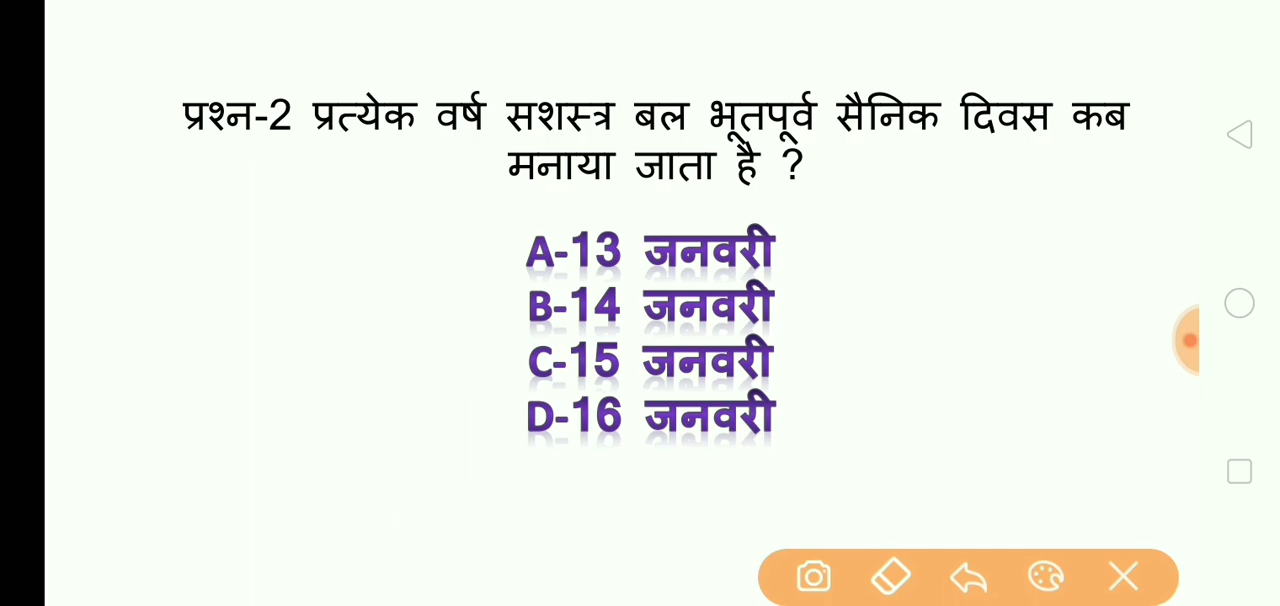 प्रश्न-2 प्रत्येक वर्ष सशस्त्र बल भूतपूर्व सैनिक दिवस कब
मनाया जाता है ?
A-13 जनवरी
B-14 जनवरी
C-15 जनवरी
D-16 जनवरी